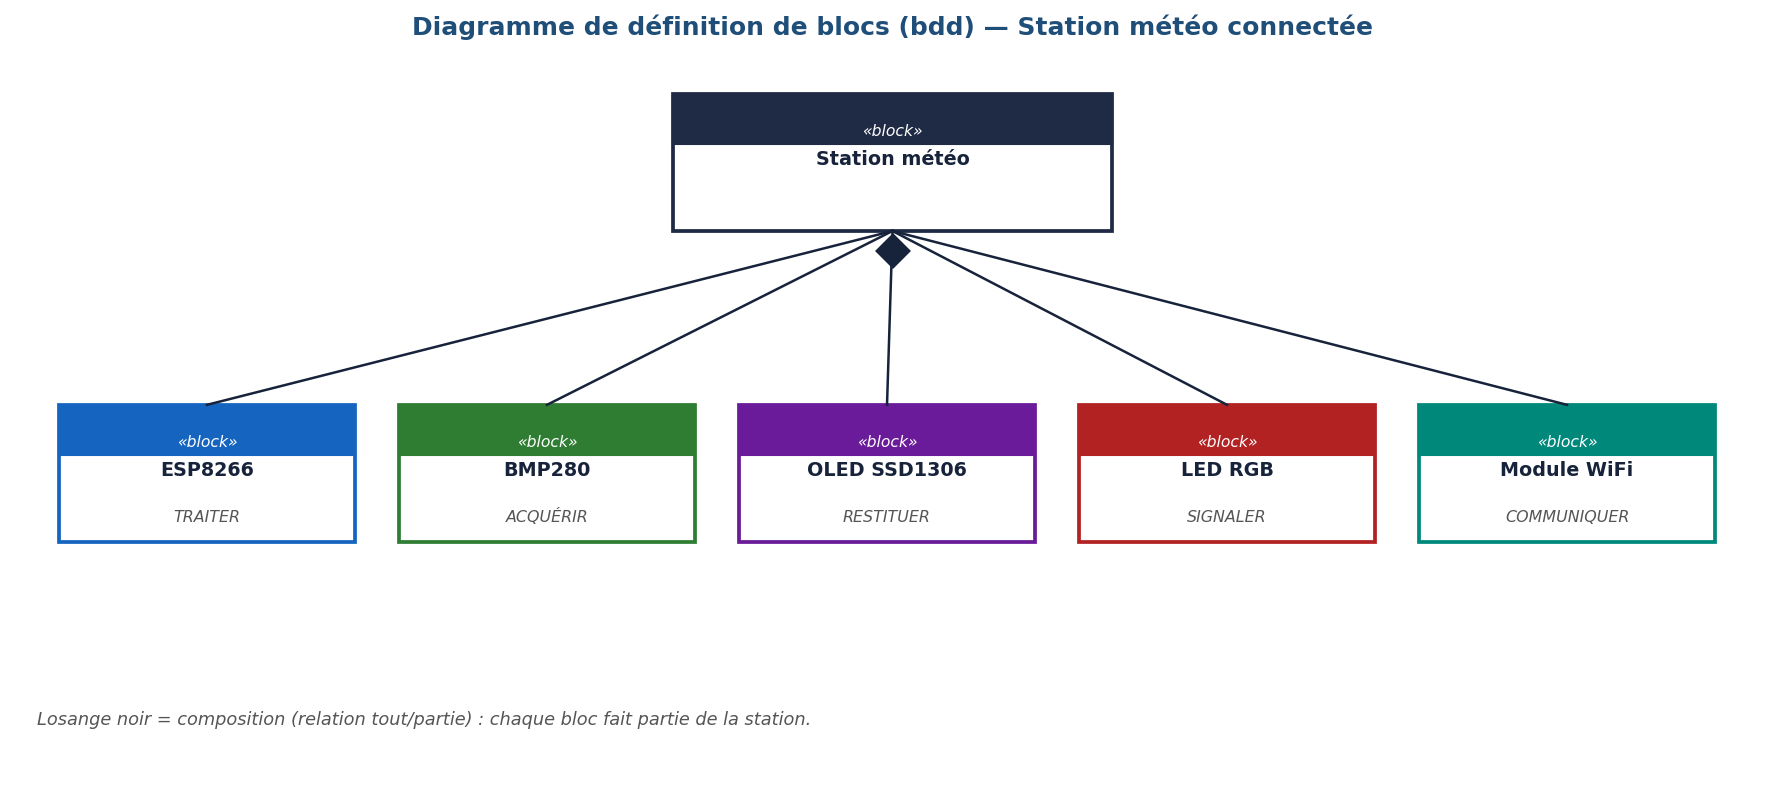 Diagramme de définition de blocs (bdd) — Station météo connectée
«block»
Station météo
«block»
ESP8266
TRAITER
«block»
BMP280
ACQUÉRIR
«block»
OLED SSD1306
RESTITUER
«block»
LED RGB
SIGNALER
«block»
Module WiFi
COMMUNIQUER
Losange noir = composition (relation tout/partie) : chaque bloc fait partie de la station.